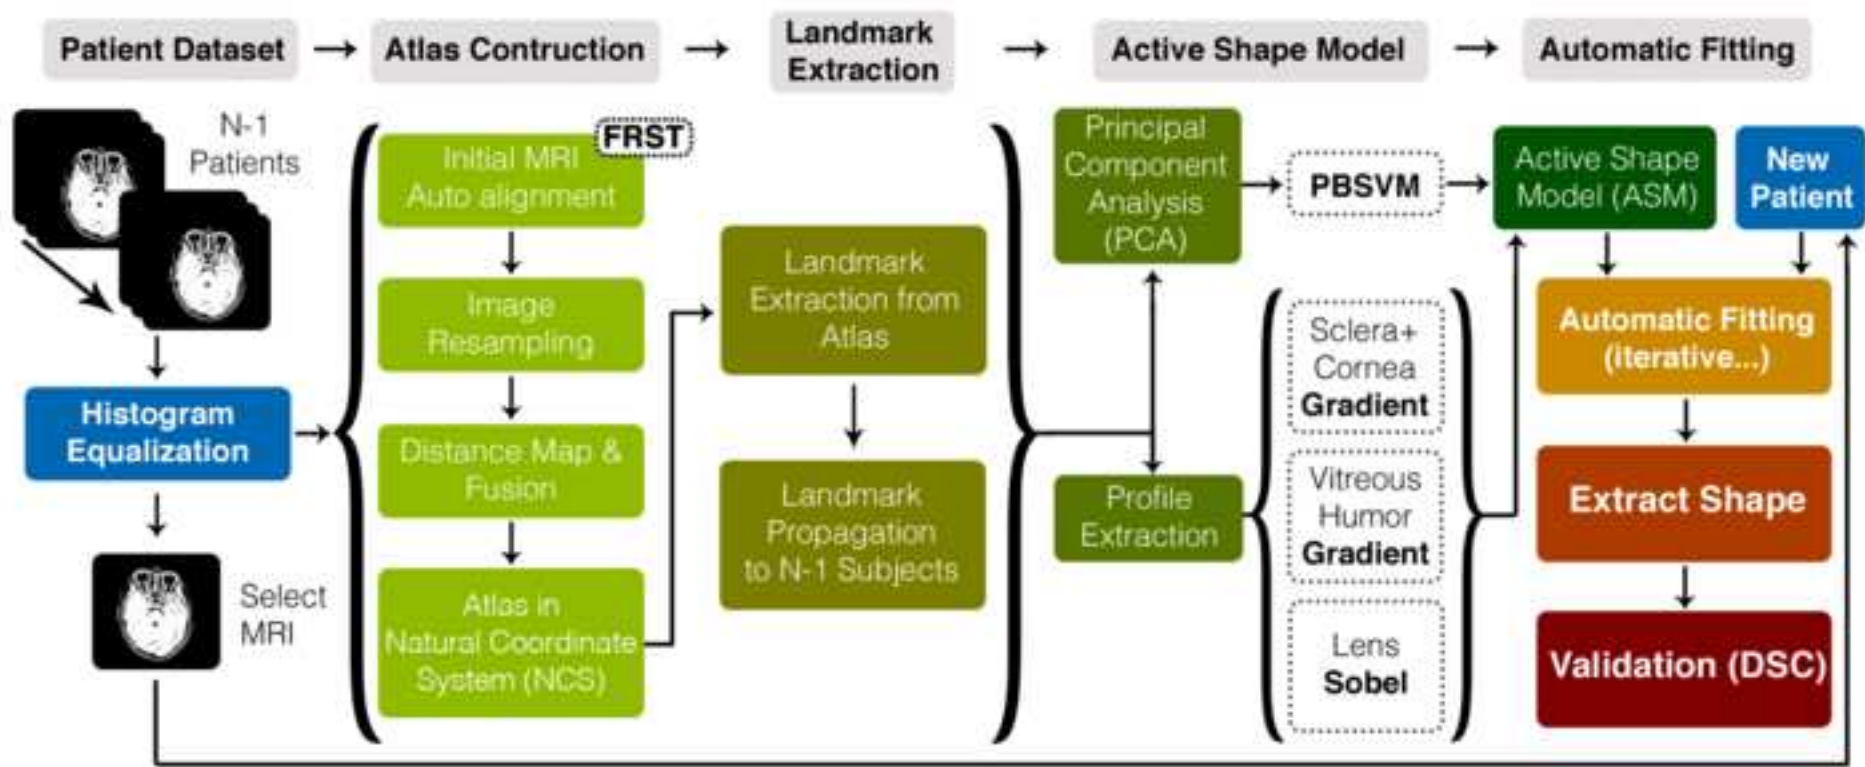 Patient Dataset
Atlas Contruction
Landmark
Extraction
Active Shape Model
Automatic Fitting
N-1
Patients
Histogram
Equalization
Select
MRI
FRST
Initial MRI
Auto alignment
Image
Resampling
Distance Map &
Fusion
Atlas in
Natural Coordinate
System (NCS)
Landmark
Extraction from
Atlas
Landmark
Propagation
to N-1 Subjects
Principal
Component
Analysis
(PCA)
PBSVM
Profile
Extraction
Sclera+
Cornea
Gradient
Vitreous
Humor
Gradient
Lens
Sobel
Active Shape
Model (ASM)
New
Patient
Automatic Fitting
(iterative...)
Extract Shape
Validation (DSC)